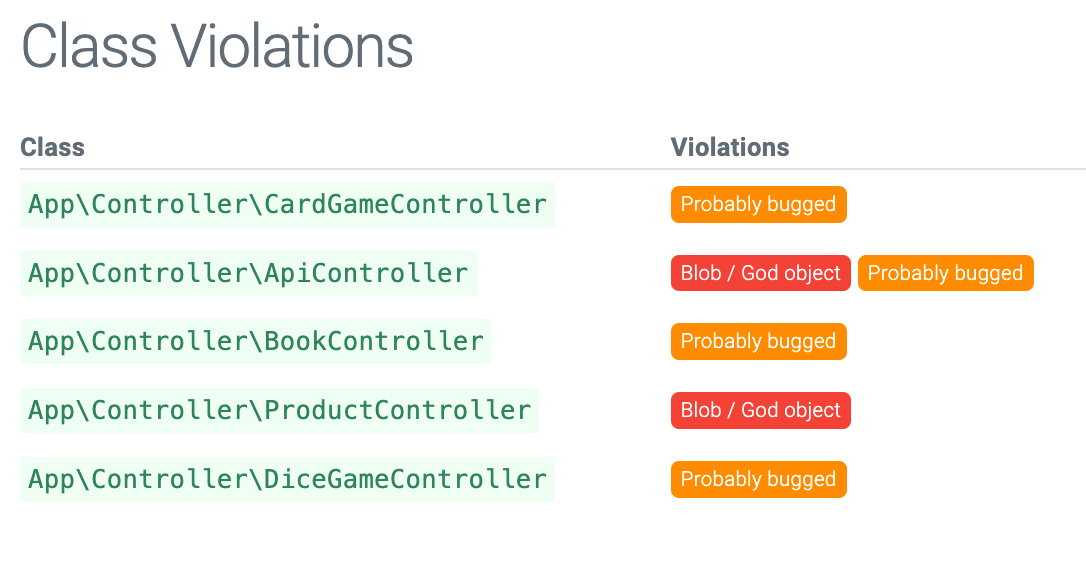 Class Violations
Class Violations
App\Controller\CardGameController Probably bugged
App\Controller\ApiController Blob / God object Probably bugged
App\Controller\BookController Probably bugged
App\Controller\ProductController Blob / God object
App\Controller\DiceGameController Probably bugged